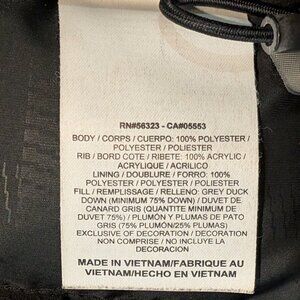 RN#56323 - CA#05553
BODY / CORPS / CUERPO: 100% POLYESTER /
POLYESTER / POLIESTER
RIB / BORD COTE / RIBETE: 100% ACRYLIC /
ACRYLIQUE / ACRILICO
LINING / DOUBLURE / FORRO: 100%
POLYESTER / POLYESTER / POLIESTER
FILL / REMPLISSAGE / RELLENO: GREY DUCK
DOWN (MINIMUM 75% DOWN) / DUVET DE
CANARD GRIS (QUANTITE MINIMUM DE
DUVET 75%) / PLUMÓN Y PLUMAS DE PATO
GRIS (75% PLUMÓN/25% PLUMAS)
EXCLUSIVE OF DECORATION / DECORATION
NON COMPRISE / NO INCLUYE LA
DECORACION
MADE IN VIETNAM/FABRIQUE AU
VIETNAM/HECHO EN VIETNAM